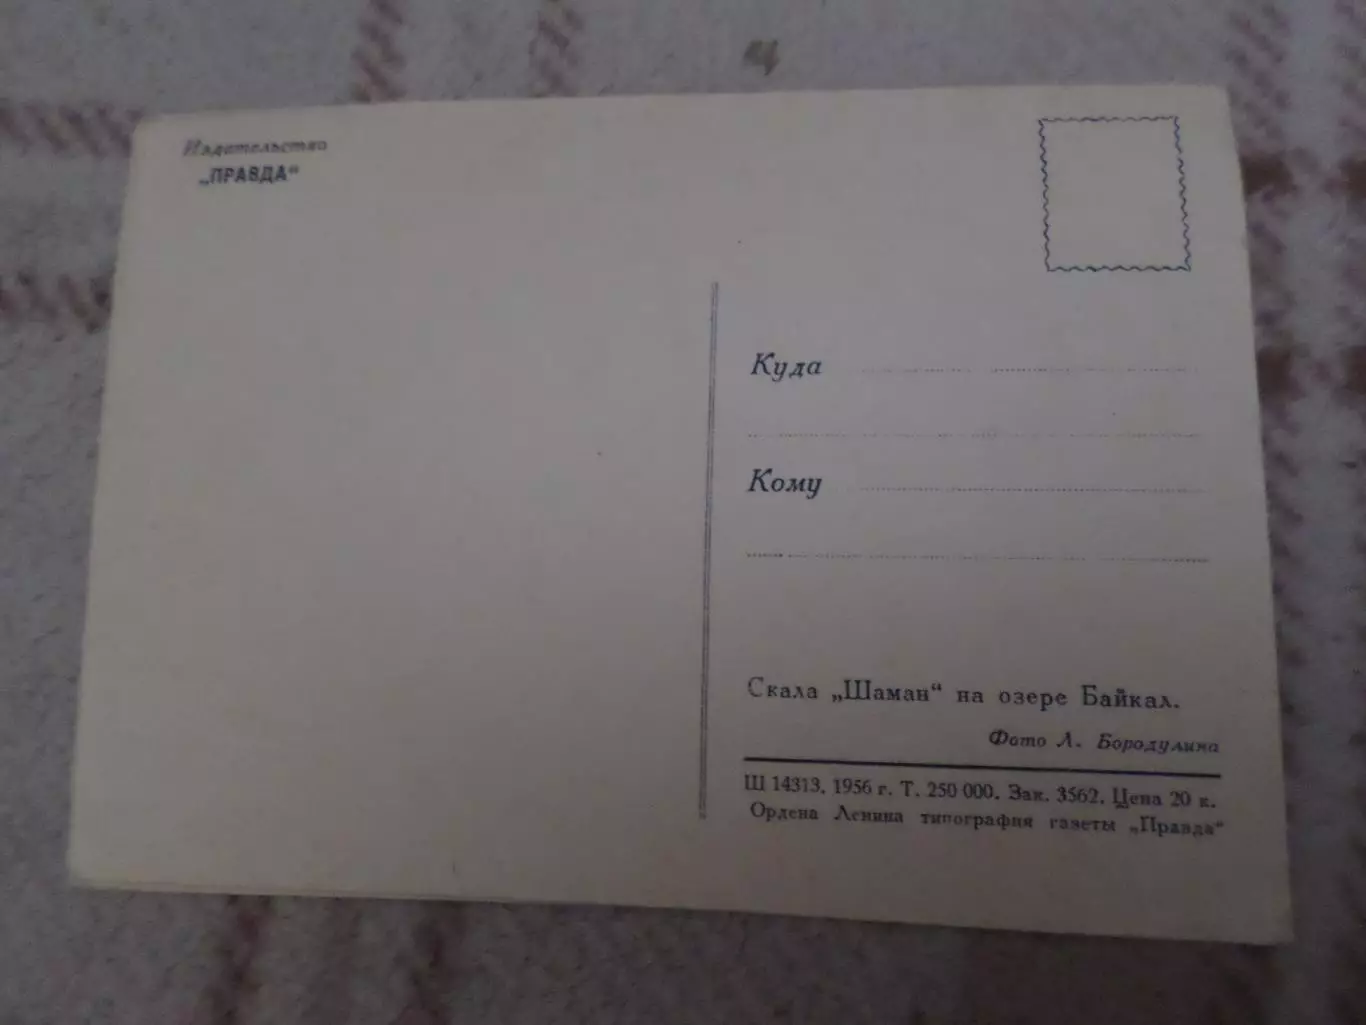 Издательство
„ПРАВДА“
Куда
Кому
Скала „Шаман“ на озере Байкал.
Фото Л. Бородулина
Ш 14313. 1956 г. Т. 250 000. Зак. 3562. Цена 20 к.
Ордена Ленина типография газеты „Правда“